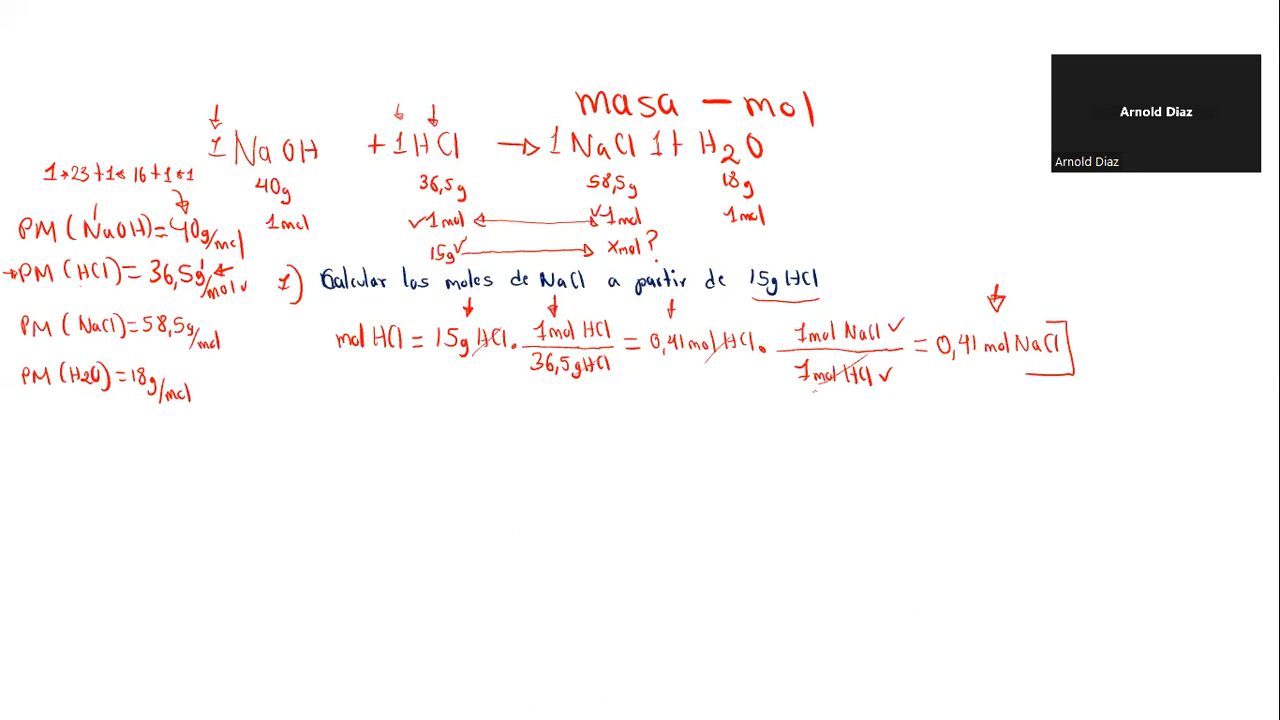 masa - mol
1 NaOH + 1 HCl → 1 NaCl 1 + H2O
1*23+1*16+1*1
40g 36,5g 58,5g 18g
PM (NaOH) = 40g/mol
1mol 1mol 1mol 1mol
15g xmol?
PM (HCl) = 36,5g/mol
1) Calcular las moles de NaCl a partir de 15g HCl
PM (NaCl) = 58,5g/mol
mol HCl = 15g HCl . 1mol HCl / 36,5g HCl = 0,41 mol HCl . 1mol NaCl / 1mol HCl = 0,41 mol NaCl
PM (H2O) = 18g/mol
Arnold Diaz
Arnold Diaz